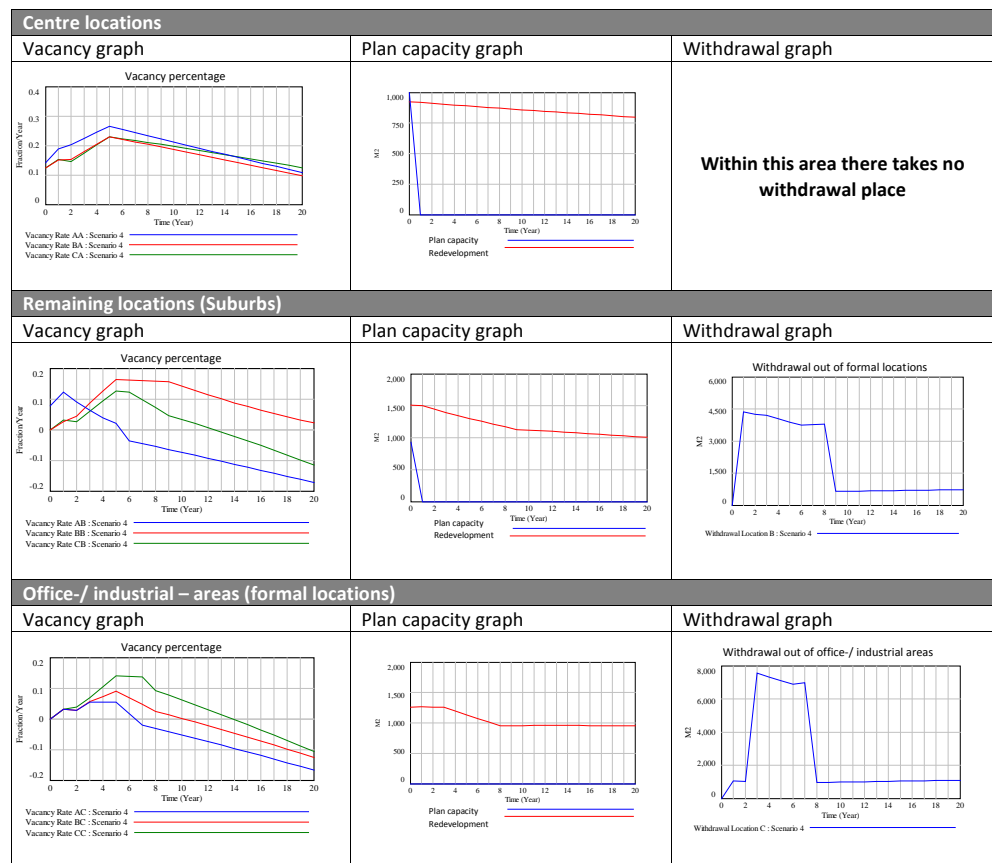 Centre locations
Vacancy graph
Plan capacity graph
Withdrawal graph
Vacancy percentage
Fraction/Year
0.4
0.3
0.2
0.1
0
0 2 4 6 8 10 12 14 16 18 20
Time (Year)
Vacancy Rate AA : Scenario 4
Vacancy Rate BA : Scenario 4
Vacancy Rate CA : Scenario 4
M2
1,000
750
500
250
0
0 2 4 6 8 10 12 14 16 18 20
Time (Year)
Plan capacity
Redevelopment
Within this area there takes no
withdrawal place
Remaining locations (Suburbs)
Vacancy graph
Plan capacity graph
Withdrawal graph
Vacancy percentage
Fraction/Year
0.2
0.1
0
-0.1
-0.2
0 2 4 6 8 10 12 14 16 18 20
Time (Year)
Vacancy Rate AB : Scenario 4
Vacancy Rate BB : Scenario 4
Vacancy Rate CB : Scenario 4
M2
2,000
1,500
1,000
500
0
0 2 4 6 8 10 12 14 16 18 20
Time (Year)
Plan capacity
Redevelopment
Withdrawal out of formal locations
M2
6,000
4,500
3,000
1,500
0
0 2 4 6 8 10 12 14 16 18 20
Time (Year)
Withdrawal Location B : Scenario 4
Office-/ industrial – areas (formal locations)
Vacancy graph
Plan capacity graph
Withdrawal graph
Vacancy percentage
Fraction/Year
0.2
0.1
0
-0.1
-0.2
0 2 4 6 8 10 12 14 16 18 20
Time (Year)
Vacancy Rate AC : Scenario 4
Vacancy Rate BC : Scenario 4
Vacancy Rate CC : Scenario 4
M2
2,000
1,500
1,000
500
0
0 2 4 6 8 10 12 14 16 18 20
Time (Year)
Plan capacity
Redevelopment
Withdrawal out of office-/ industrial areas
M2
8,000
6,000
4,000
2,000
0
0 2 4 6 8 10 12 14 16 18 20
Time (Year)
Withdrawal Location C : Scenario 4